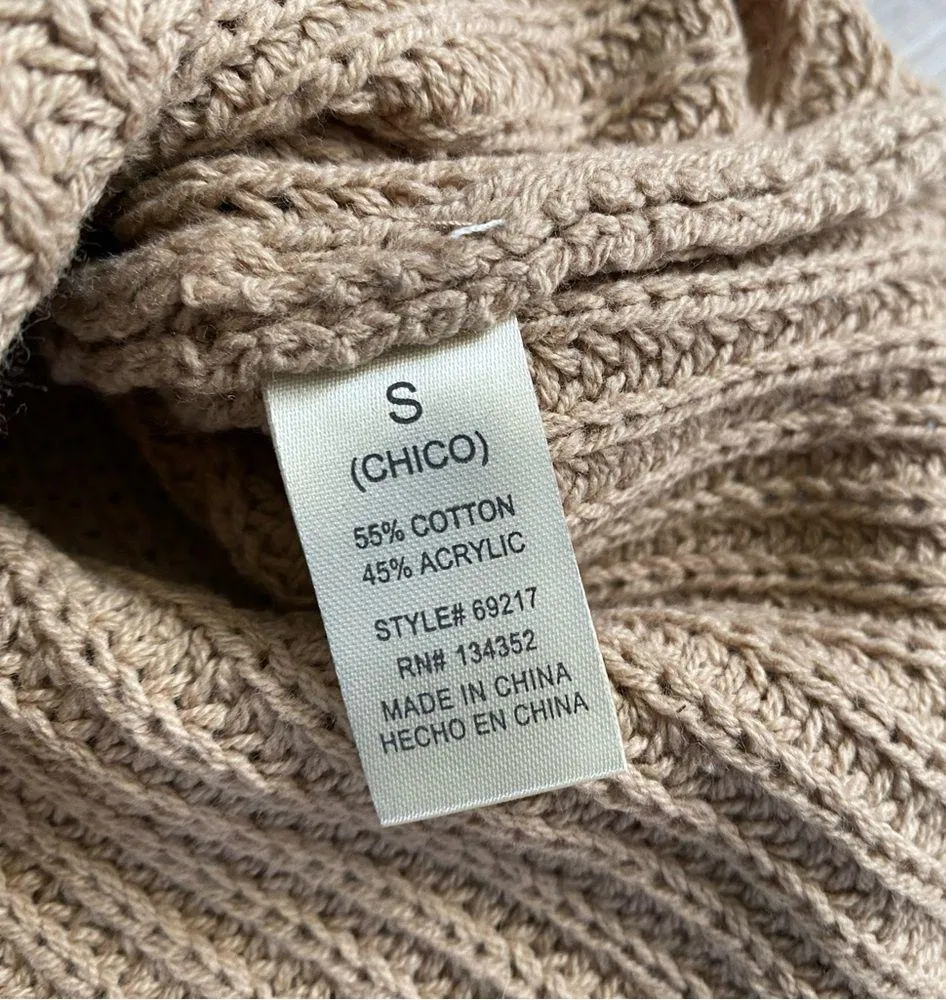 S
(CHICO)
55% COTTON
45% ACRYLIC
STYLE# 69217
RN# 134352
MADE IN CHINA
HECHO EN CHINA